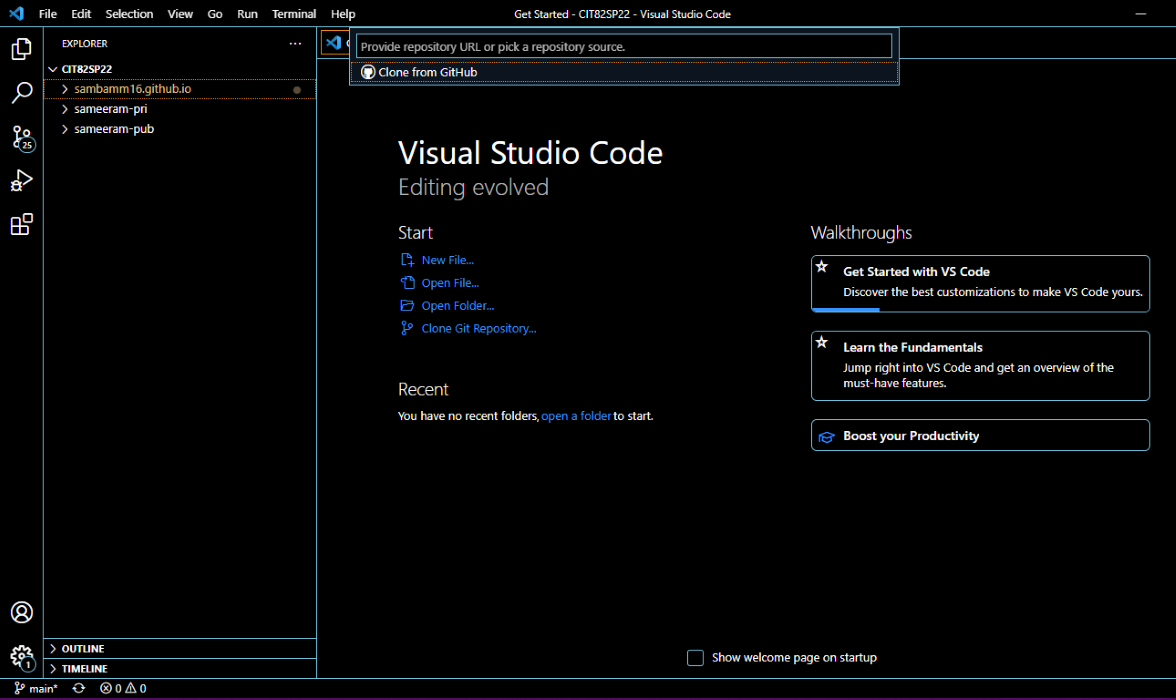 File Edit Selection View Go Run Terminal Help
Get Started - CIT82SP22 - Visual Studio Code
EXPLORER
CIT82SP22
sambamm16.github.io
sameeram-pri
sameeram-pub
25
Provide repository URL or pick a repository source.
Clone from GitHub
Visual Studio Code
Editing evolved
Start
New File...
Open File...
Open Folder...
Clone Git Repository...
Recent
You have no recent folders, open a folder to start.
Walkthroughs
Get Started with VS Code
Discover the best customizations to make VS Code yours.
Learn the Fundamentals
Jump right into VS Code and get an overview of the
must-have features.
Boost your Productivity
Show welcome page on startup
OUTLINE
TIMELINE
1
main* 0 0